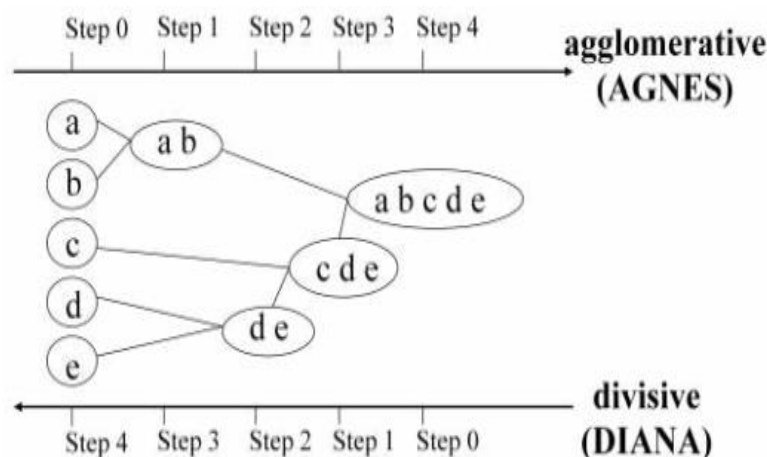 Step 0 Step 1 Step 2 Step 3 Step 4
agglomerative
(AGNES)
a
a b
b
a b c d e
c
c d e
d
d e
e
divisive
(DIANA)
Step 4 Step 3 Step 2 Step 1 Step 0